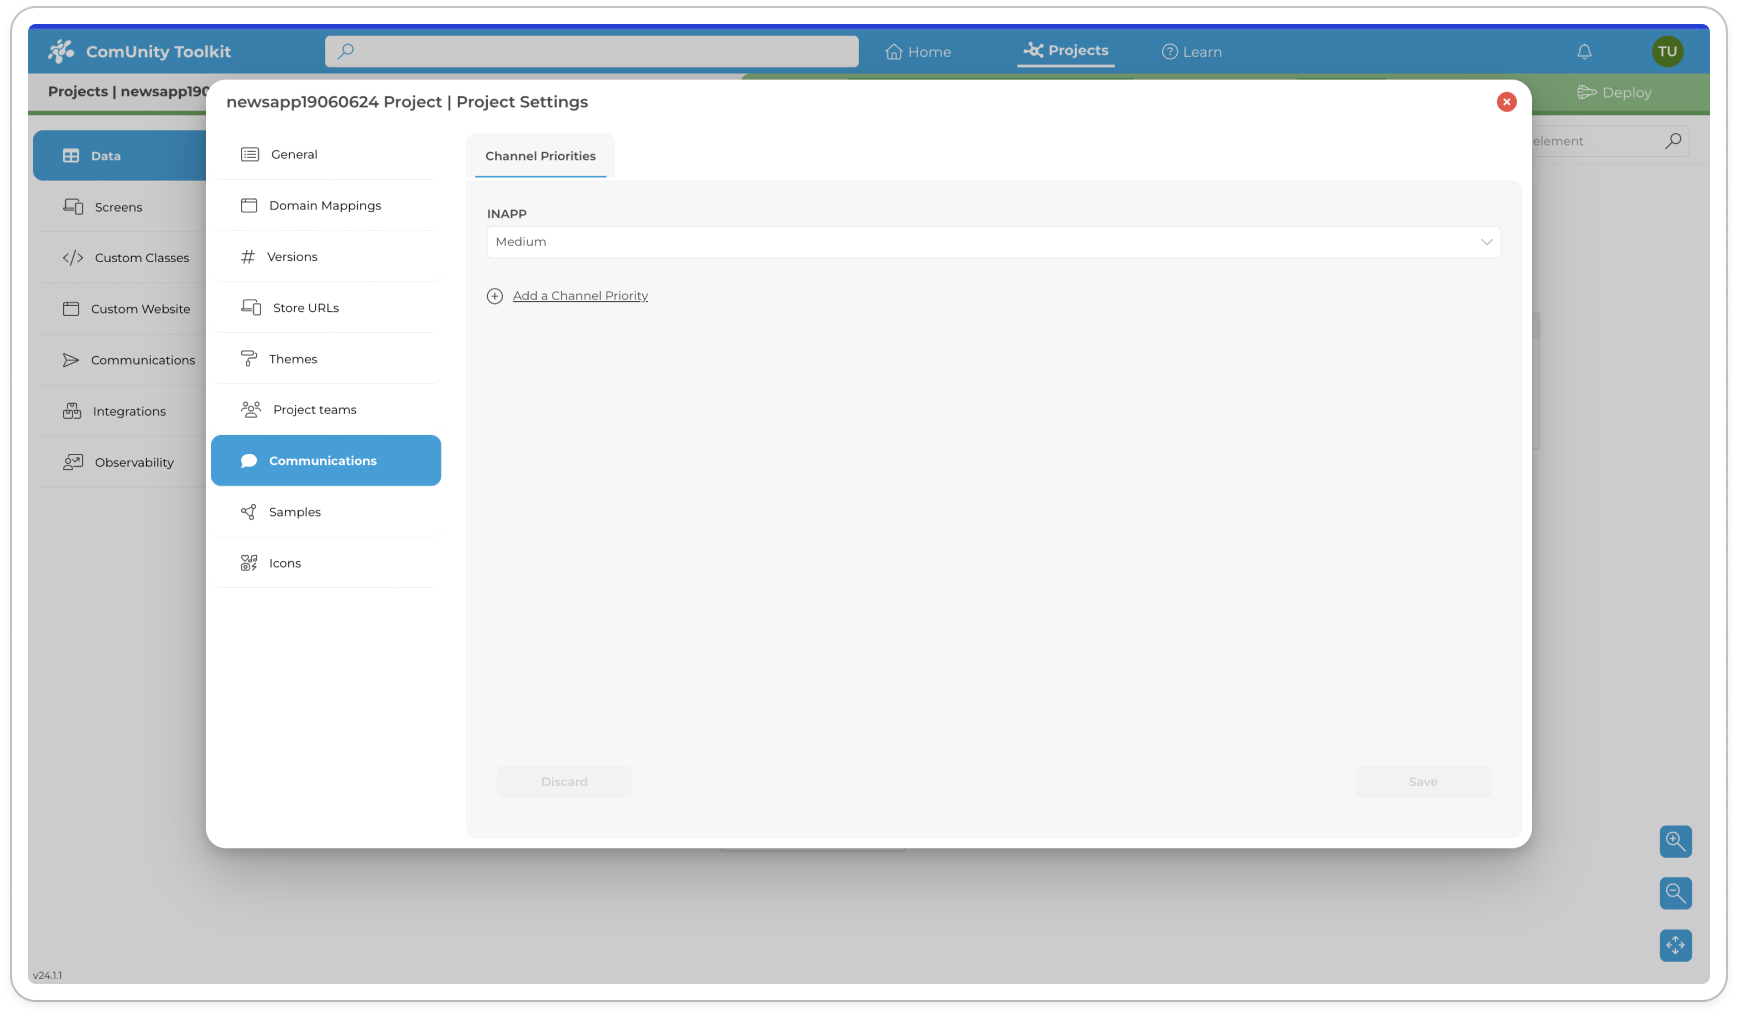 ComUnity Toolkit
Home
Projects
Learn
TU
Projects | newsapp190
Deploy
newsapp19060624 Project | Project Settings
element
Data
Screens
Custom Classes
Custom Website
Communications
Integrations
Observability
General
Domain Mappings
Versions
Store URLs
Themes
Project teams
Communications
Samples
Icons
Channel Priorities
INAPP
Medium
Add a Channel Priority
Discard
Save
v24.1.1